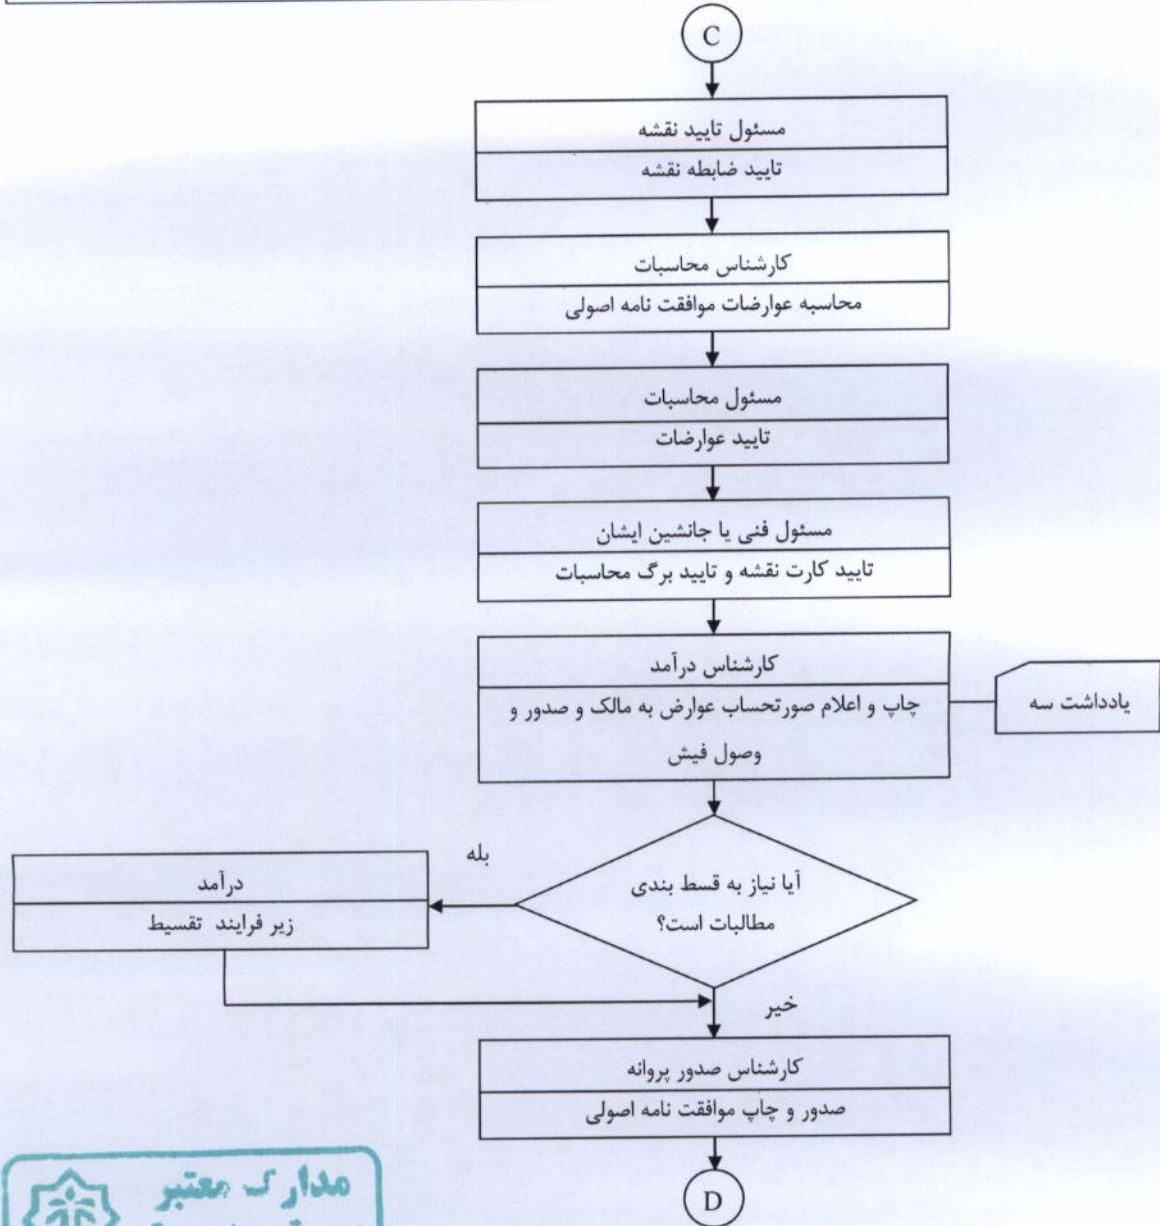 C
مسئول تایید نقشه
تایید ضابطه نقشه
کارشناس محاسبات
محاسبه عوارضات موافقت نامه اصولی
مسئول محاسبات
تایید عوارضات
مسئول فنی یا جانشین ایشان
تایید کارت نقشه و تایید برگ محاسبات
کارشناس درآمد
چاپ و اعلام صورتحساب عوارض به مالک و صدور و
وصول فیش
یادداشت سه
آیا نیاز به قسط بندی
مطالبات است؟
بله
درآمد
زیر فرایند تقسیط
خیر
کارشناس صدور پروانه
صدور و چاپ موافقت نامه اصولی
D
مدارک معتبر